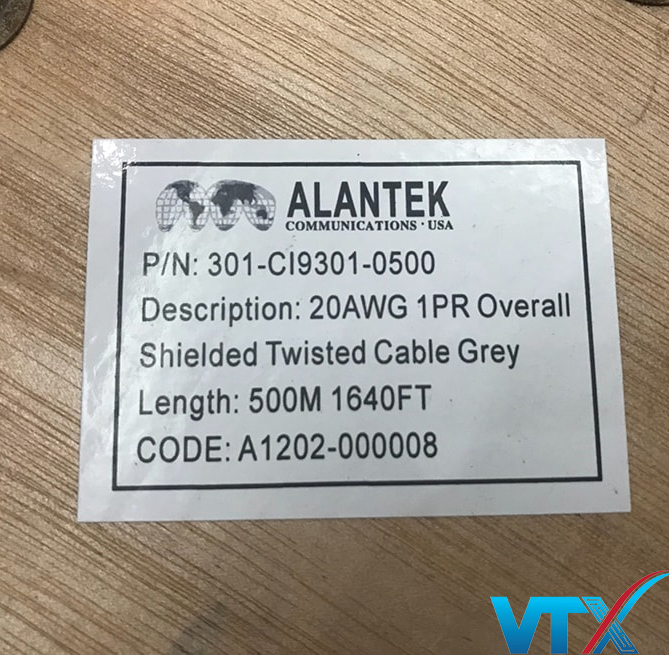 ALANTEK
COMMUNICATIONS · USA
P/N: 301-CI9301-0500
Description: 20AWG 1PR Overall
Shielded Twisted Cable Grey
Length: 500M 1640FT
CODE: A1202-000008
VTX